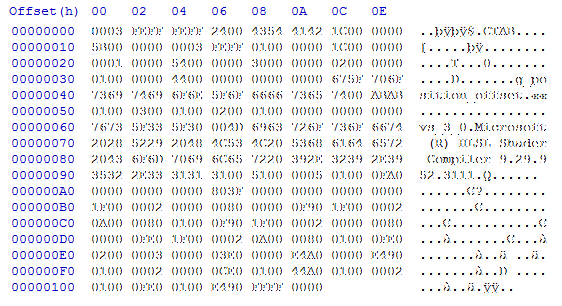 Offset(h) 00 02 04 06 08 0A 0C 0E
00000000 0003 FEFF FEFF 2400 4354 4142 1C00 0000 ..þÿþÿ$.CTAB....
00000010 5B00 0000 0003 FEFF 0100 0000 1C00 0000 [.....þÿ........
00000020 0001 0000 5400 0000 3000 0000 0200 0000 ....T...0.......
00000030 0100 0000 4400 0000 0000 0000 675F 706F ....D.......g_po
00000040 7369 7469 6F6E 5F6F 6666 7365 7400 ABAB sition_offset.««
00000050 0100 0300 0100 0200 0100 0000 0000 0000 ................
00000060 7673 5F33 5F30 004D 6963 726F 736F 6674 vs_3_0.Microsoft
00000070 2028 5229 2048 4C53 4C20 5368 6164 6572 (R) HLSL Shader
00000080 2043 6F6D 7069 6C65 7220 392E 3239 2E39 Compiler 9.29.9
00000090 3532 2E33 3131 3100 5100 0005 0100 0FA0 52.3111.Q.......
000000A0 0000 0000 803F 0000 0000 0000 0000 0000 ....€?..........
000000B0 1F00 0002 0000 0080 0000 0F90 1F00 0002 .......€........
000000C0 0A00 0080 0100 0F90 1F00 0002 0000 0080 ...€...........€
000000D0 0000 0FE0 1F00 0002 0A00 0080 0100 0FE0 ...à.......€...à
000000E0 0200 0003 0000 03E0 0000 E4A0 0000 E490 .......à..ä ..ä.
000000F0 0100 0002 0000 0CE0 0100 44A0 0100 0002 .......à..D ....
00000100 0100 0FE0 0100 E490 FFFF 0000 ...à..ä.ÿÿ..